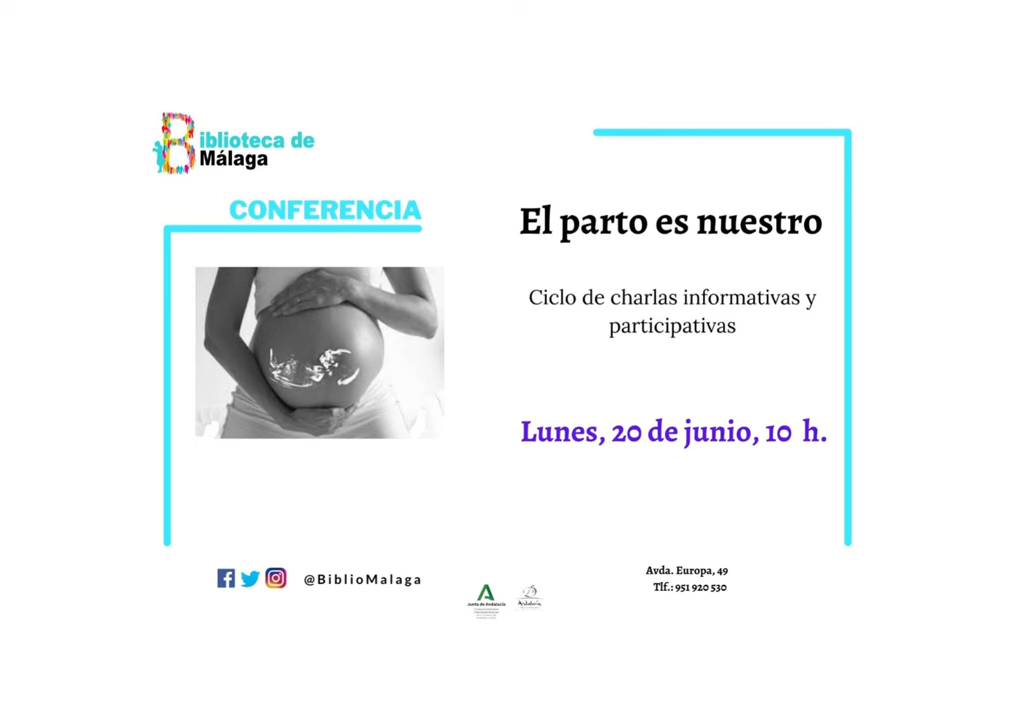 Biblioteca de
Málaga
CONFERENCIA
El parto es nuestro
Ciclo de charlas informativas y
participativas
Lunes, 20 de junio, 10 h.
@BiblioMalaga
Avda. Europa, 49
Tlf.: 951 920 530
Junta de Andalucía
Andalucía